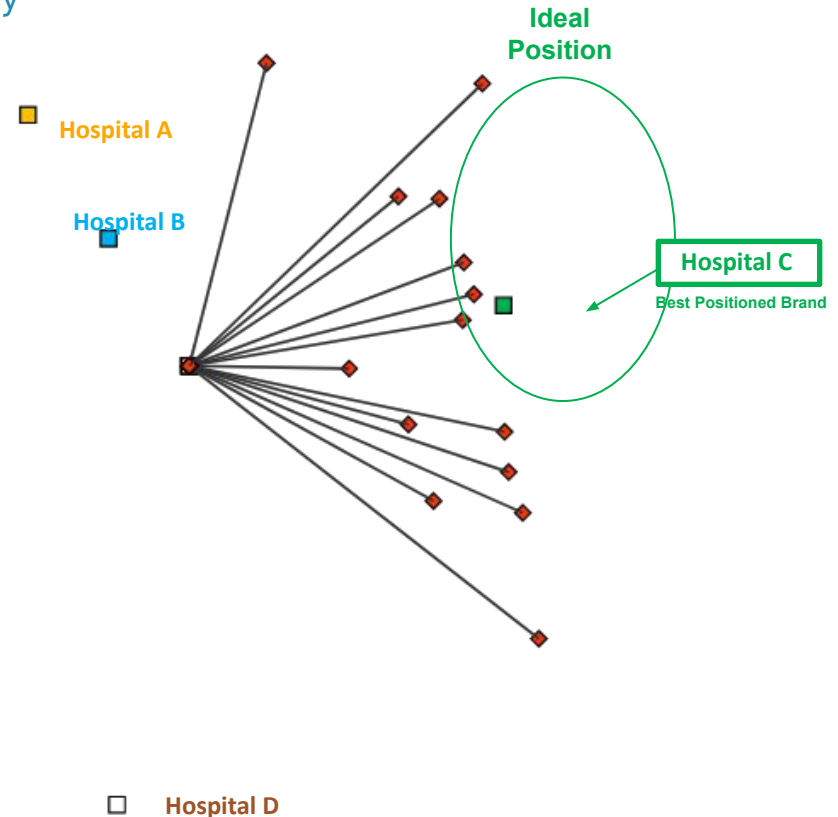 y
Ideal
Position
Hospital A
Hospital B
Hospital C
Best Positioned Brand
Hospital D